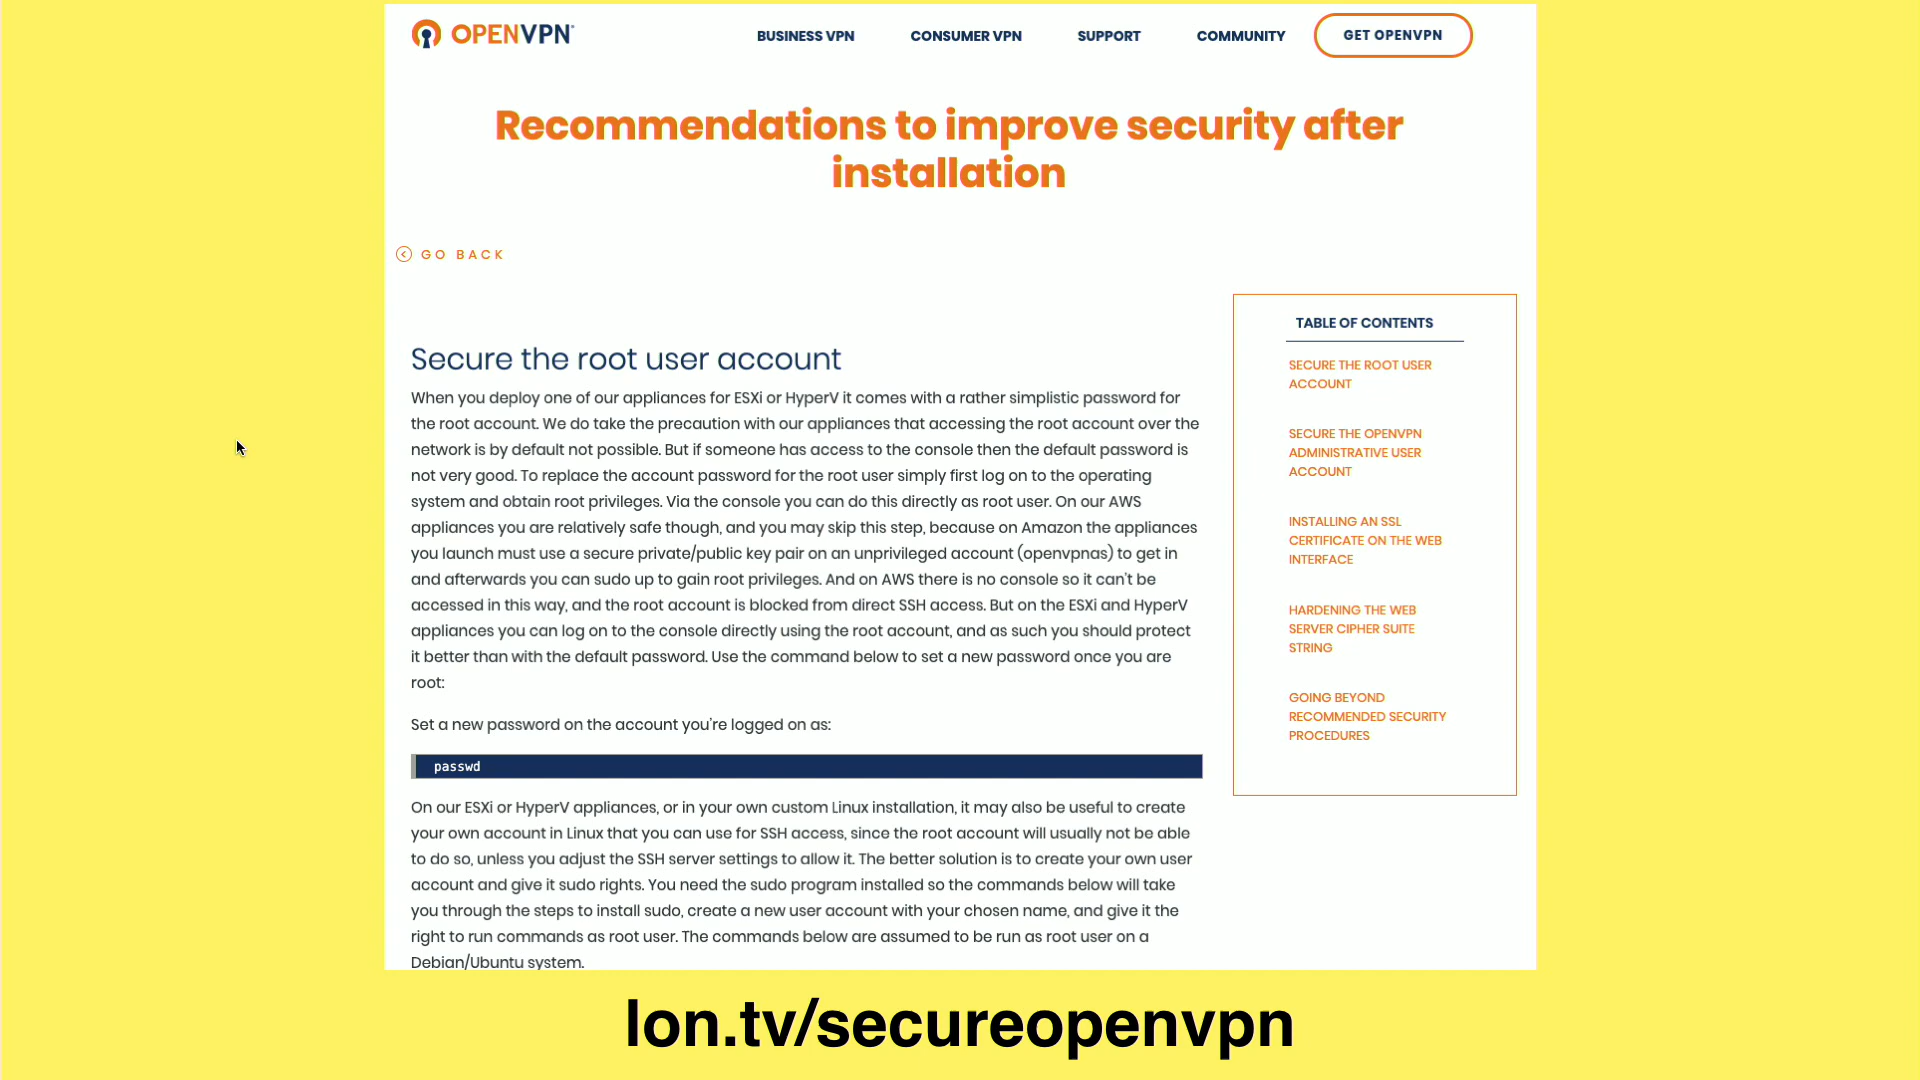 OPENVPN
BUSINESS VPN
CONSUMER VPN
SUPPORT
COMMUNITY
GET OPENVPN
Recommendations to improve security after
installation
GO BACK
Secure the root user account
When you deploy one of our appliances for ESXi or HyperV it comes with a rather simplistic password for
the root account. We do take the precaution with our appliances that accessing the root account over the
network is by default not possible. But if someone has access to the console then the default password is
not very good. To replace the account password for the root user simply first log on to the operating
system and obtain root privileges. Via the console you can do this directly as root user. On our AWS
appliances you are relatively safe though, and you may skip this step, because on Amazon the appliances
you launch must use a secure private/public key pair on an unprivileged account (openvpnas) to get in
and afterwards you can sudo up to gain root privileges. And on AWS there is no console so it can't be
accessed in this way, and the root account is blocked from direct SSH access. But on the ESXi and HyperV
appliances you can log on to the console directly using the root account, and as such you should protect
it better than with the default password. Use the command below to set a new password once you are
root:
Set a new password on the account you're logged on as:
passwd
On our ESXi or HyperV appliances, or in your own custom Linux installation, it may also be useful to create
your own account in Linux that you can use for SSH access, since the root account will usually not be able
to do so, unless you adjust the SSH server settings to allow it. The better solution is to create your own user
account and give it sudo rights. You need the sudo program installed so the commands below will take
you through the steps to install sudo, create a new user account with your chosen name, and give it the
right to run commands as root user. The commands below are assumed to be run as root user on a
Debian/Ubuntu system.
TABLE OF CONTENTS
SECURE THE ROOT USER
ACCOUNT
SECURE THE OPENVPN
ADMINISTRATIVE USER
ACCOUNT
INSTALLING AN SSL
CERTIFICATE ON THE WEB
INTERFACE
HARDENING THE WEB
SERVER CIPHER SUITE
STRING
GOING BEYOND
RECOMMENDED SECURITY
PROCEDURES
lon.tv/secureopenvpn